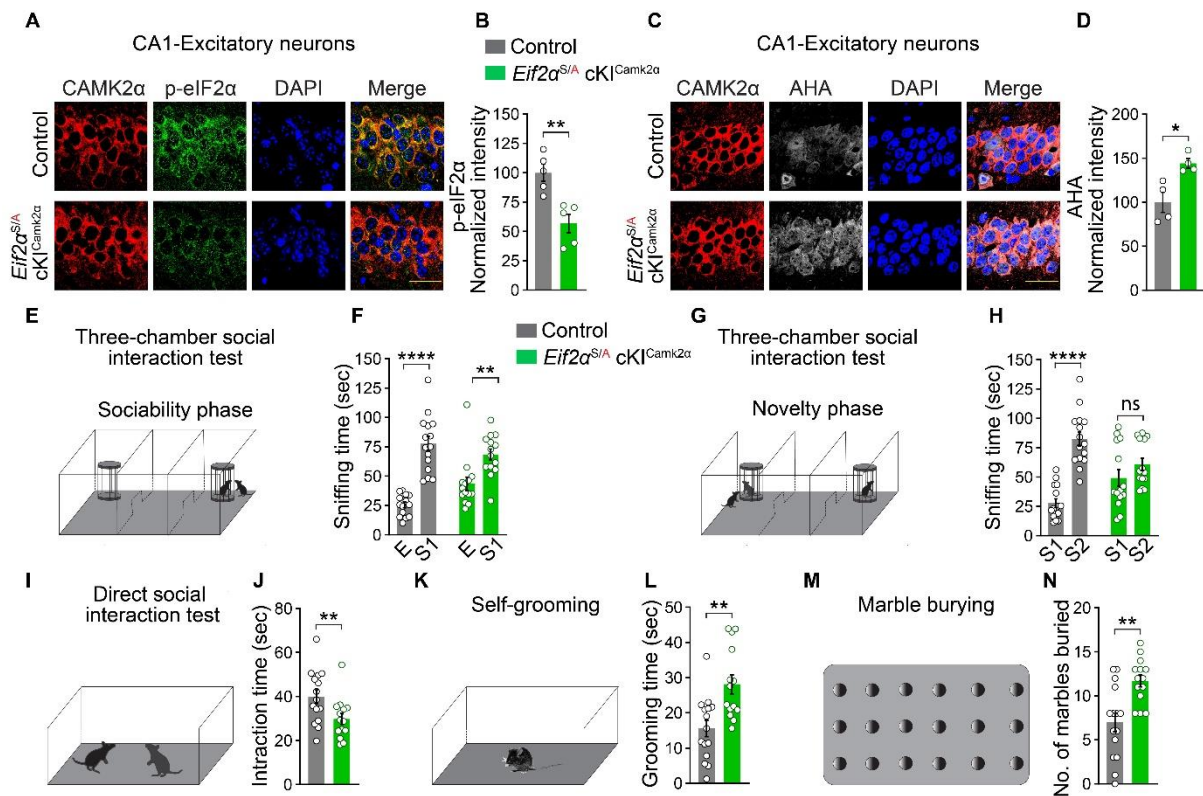 A
CA1-Excitatory neurons
CAMK2α p-eIF2α DAPI Merge
Control
Eif2α^S/A cKI^Camk2α
B
Control
Eif2α^S/A cKI^Camk2α
p-eIF2α
Normalized intensity
125
100
75
50
25
0
**
C
CA1-Excitatory neurons
CAMK2α AHA DAPI Merge
Control
Eif2α^S/A cKI^Camk2α
D
AHA
Normalized intensity
200
150
100
50
0
*
E
Three-chamber social
interaction test
Sociability phase
F
Control
Eif2α^S/A cKI^Camk2α
Sniffing time (sec)
150
125
100
75
50
25
0
****
**
E S1 E S1
G
Three-chamber social
interaction test
Novelty phase
H
Sniffing time (sec)
150
125
100
75
50
25
0
****
ns
S1 S2 S1 S2
I
Direct social
interaction test
J
Intraction time (sec)
80
60
40
20
0
**
K
Self-grooming
L
Grooming time (sec)
50
40
30
20
10
0
**
M
Marble burying
N
No. of marbles buried
20
15
10
5
0
**